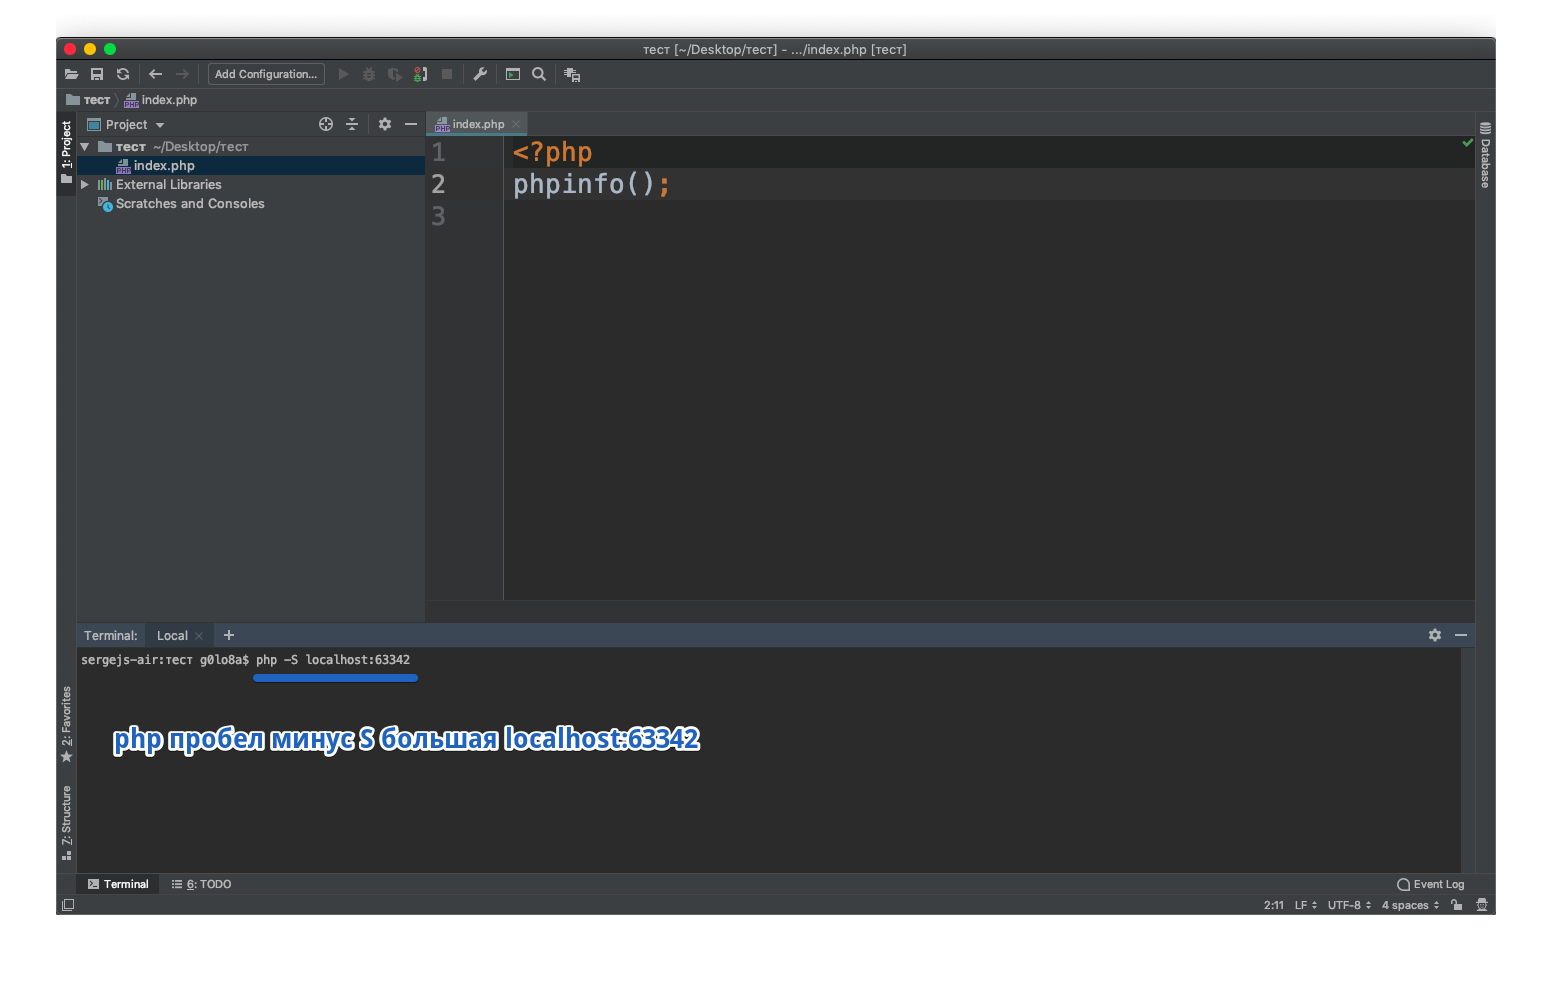 тест [~/Desktop/тест] - .../index.php [тест]
Add Configuration...
тест
index.php
1: Project
Project
index.php
Database
тест ~/Desktop/тест
index.php
External Libraries
Scratches and Consoles
1 <?php
2 phpinfo();
3
Terminal: Local +
sergejs-air:тест g0lo8a$ php -S localhost:63342
php пробел минус S большая localhost:63342
2: Favorites
Z: Structure
Terminal
6: TODO
Event Log
2:11 LF UTF-8 4 spaces